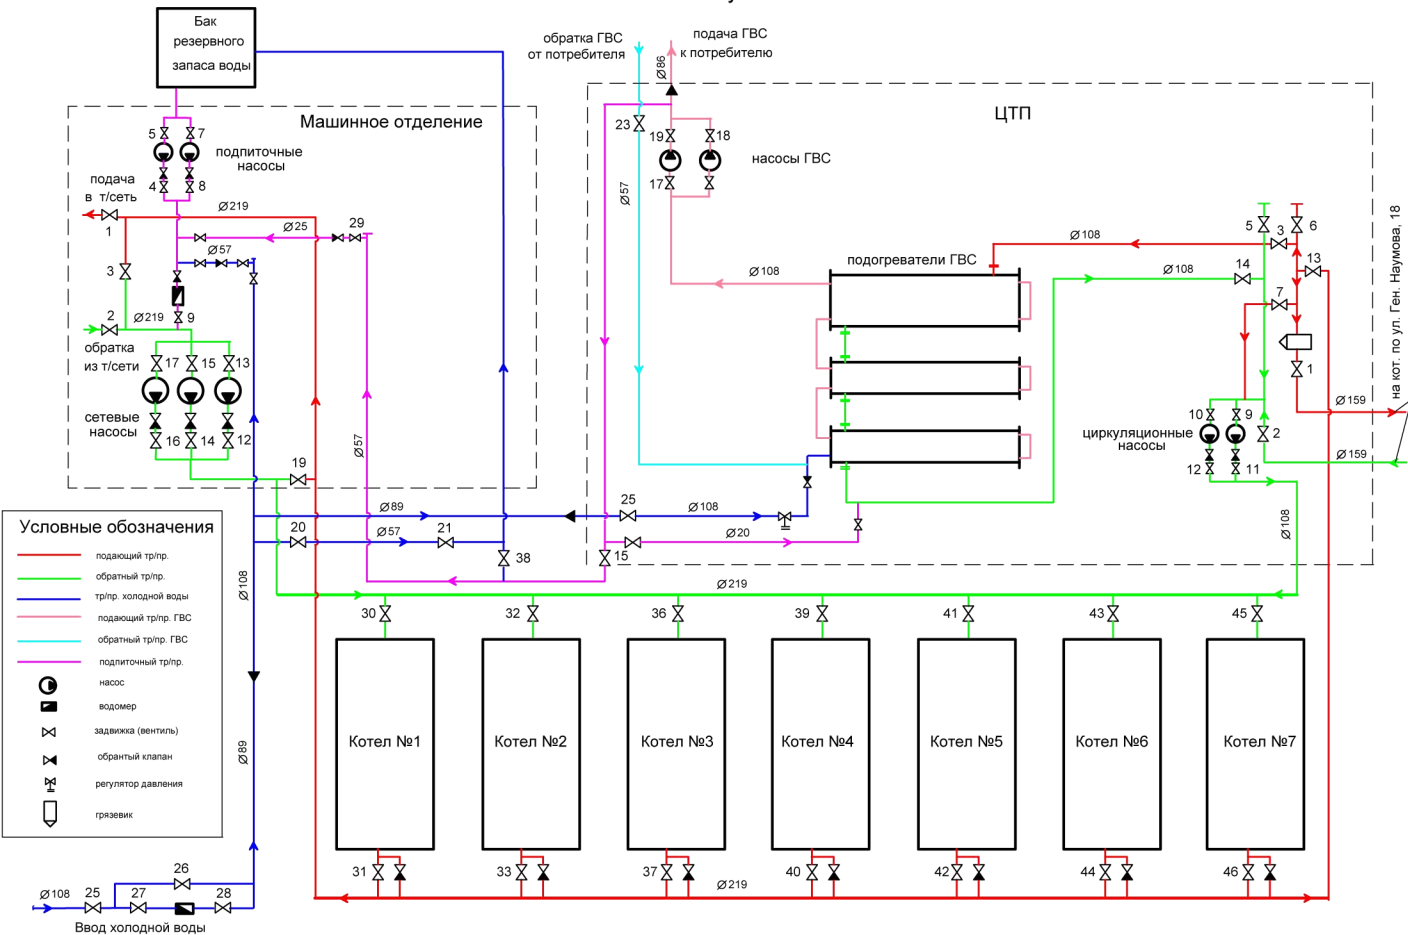 Бак
резервного
запаса воды
обратка ГВС
от потребителя
подача ГВС
к потребителю
Ø86
ЦТП
Машинное отделение
5
7
подпиточные
насосы
4
8
подача
в т/сеть
1
Ø219
Ø25
29
Ø57
3
9
2
Ø219
обратка
из т/сети
17
15
13
сетевые
насосы
16
14
12
19
Ø57
23
Ø57
19
18
насосы ГВС
17
Ø108
подогреватели ГВС
Ø108
Ø108
5
6
3
14
13
7
1
на кот. по ул. Ген. Наумова, 18
Ø159
10
9
2
циркуляционные
насосы
12
11
Ø159
Ø108
Ø89
25
Ø108
20
Ø57
21
Ø20
38
15
Ø108
Ø219
Условные обозначения
подающий тр/пр.
обратный тр/пр.
тр/пр. холодной воды
подающий тр/пр. ГВС
обратный тр/пр. ГВС
подпиточный тр/пр.
насос
водомер
задвижка (вентиль)
обрантый клапан
регулятор давления
грязевик
30
32
36
39
41
43
45
Котел №1
Котел №2
Котел №3
Котел №4
Котел №5
Котел №6
Котел №7
Ø89
31
33
37
40
42
44
46
Ø219
26
Ø108
25
27
28
Ввод холодной воды